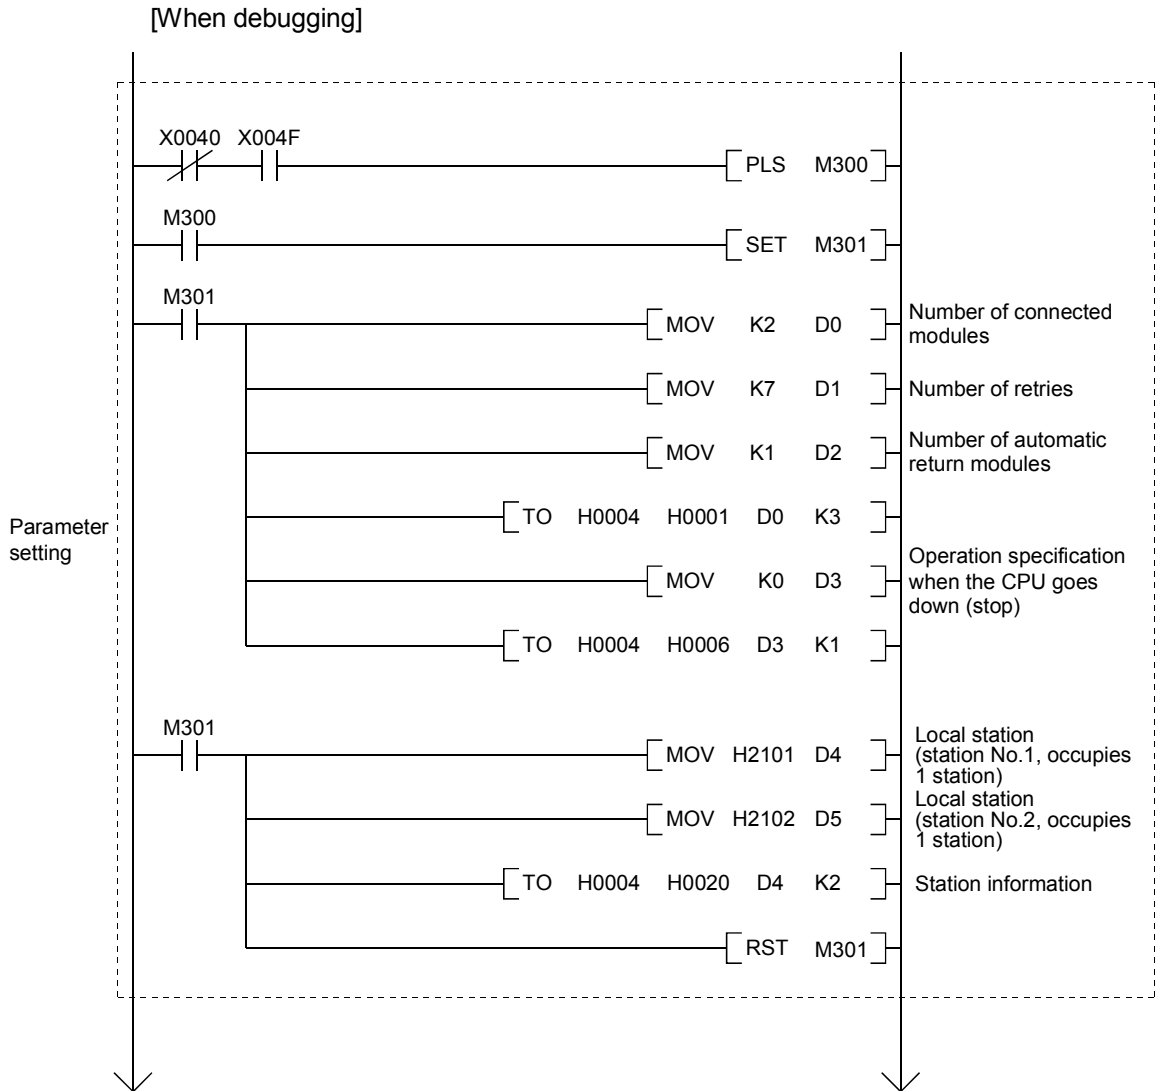 [When debugging]
X0040 X004F
PLS M300
M300
SET M301
M301
MOV K2 D0
Number of connected
modules
MOV K7 D1
Number of retries
MOV K1 D2
Number of automatic
return modules
TO H0004 H0001 D0 K3
Parameter
setting
MOV K0 D3
Operation specification
when the CPU goes
down (stop)
TO H0004 H0006 D3 K1
M301
MOV H2101 D4
Local station
(station No.1, occupies
1 station)
MOV H2102 D5
Local station
(station No.2, occupies
1 station)
TO H0004 H0020 D4 K2
Station information
RST M301